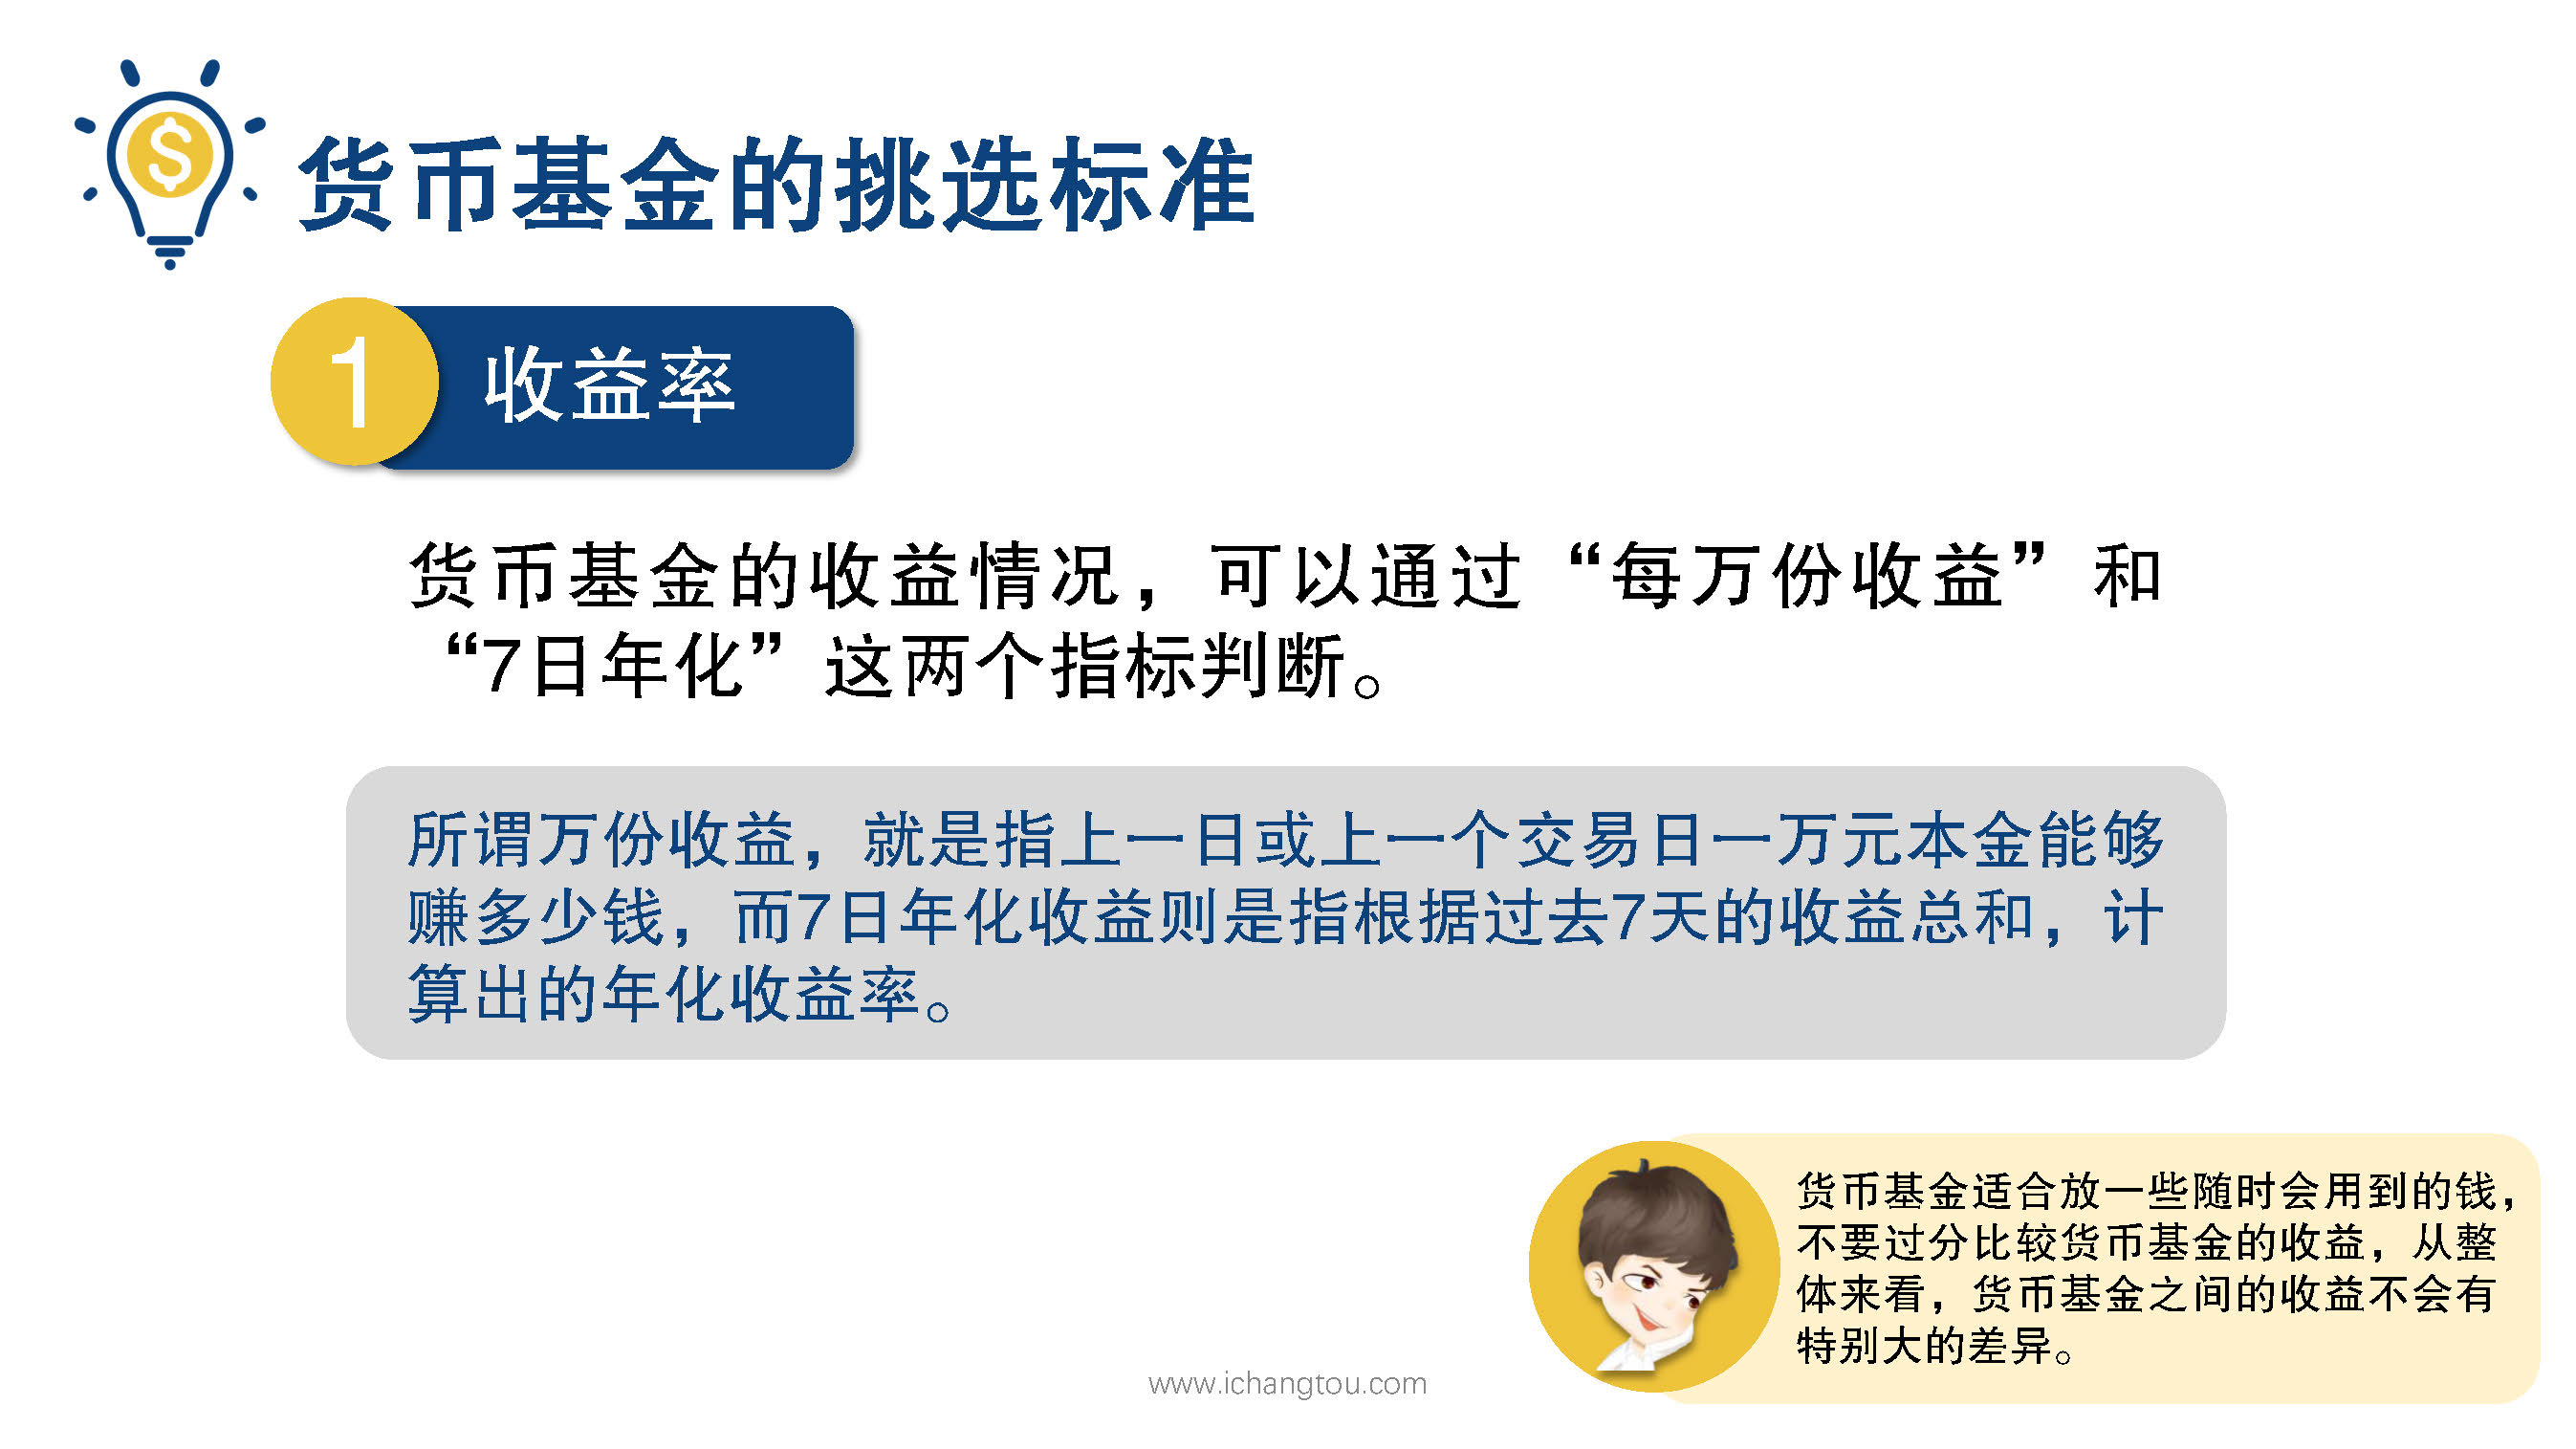 货币基金的挑选标准
1 收益率
货币基金的收益情况，可以通过“每万份收益”和
“7日年化”这两个指标判断。
所谓万份收益，就是指上一日或上一个交易日一万元本金能够
赚多少钱，而7日年化收益则是指根据过去7天的收益总和，计
算出的年化收益率。
货币基金适合放一些随时会用到的钱，
不要过分比较货币基金的收益，从整
体来看，货币基金之间的收益不会有
特别大的差异。
www.ichangtou.com